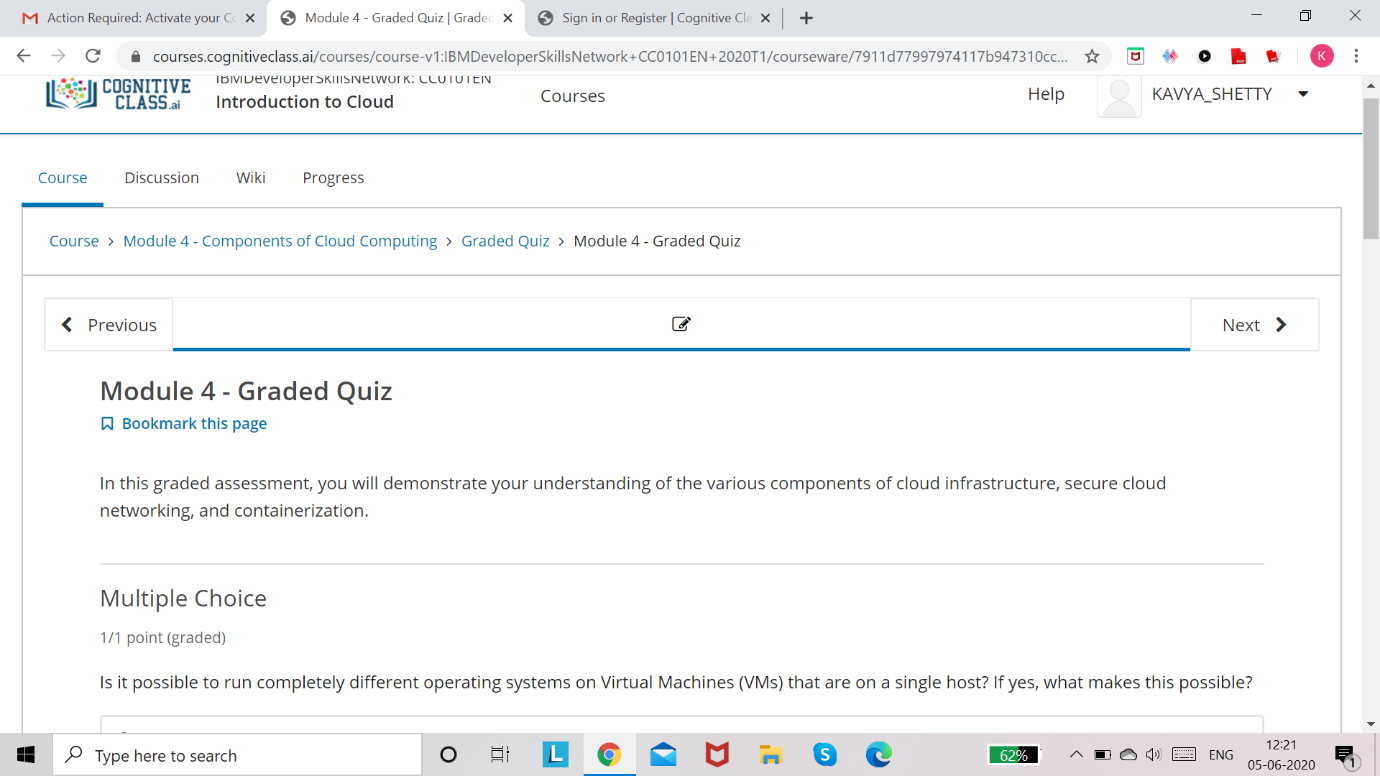 Action Required: Activate your C
Module 4 - Graded Quiz | Grade
Sign in or Register | Cognitive Cl
courses.cognitiveclass.ai/courses/course-v1:IBMDeveloperSkillsNetwork+CC0101EN+2020T1/courseware/7911d77997974117b947310cc...
K
COGNITIVE
CLASS.ai
IBMDeveloperSkillsNetwork: CC0101EN
Introduction to Cloud
Courses
Help
KAVYA_SHETTY
Course
Discussion
Wiki
Progress
Course > Module 4 - Components of Cloud Computing > Graded Quiz > Module 4 - Graded Quiz
Previous
Next
Module 4 - Graded Quiz
Bookmark this page
In this graded assessment, you will demonstrate your understanding of the various components of cloud infrastructure, secure cloud
networking, and containerization.
Multiple Choice
1/1 point (graded)
Is it possible to run completely different operating systems on Virtual Machines (VMs) that are on a single host? If yes, what makes this possible?
Type here to search
L
S
62%
ENG
12:21
05-06-2020
1